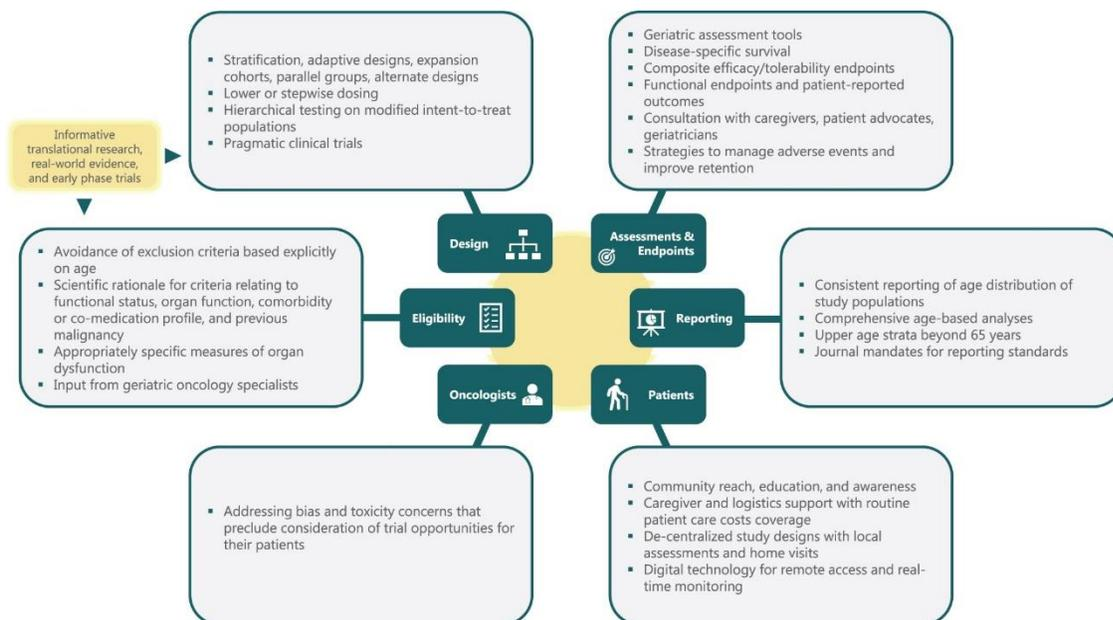 ▪ Stratification, adaptive designs, expansion
cohorts, parallel groups, alternate designs
▪ Lower or stepwise dosing
▪ Hierarchical testing on modified intent-to-treat
populations
▪ Pragmatic clinical trials
▪ Geriatric assessment tools
▪ Disease-specific survival
▪ Composite efficacy/tolerability endpoints
▪ Functional endpoints and patient-reported
outcomes
▪ Consultation with caregivers, patient advocates,
geriatricians
▪ Strategies to manage adverse events and
improve retention
Informative
translational research,
real-world evidence,
and early phase trials
Design
Assessments &
Endpoints
▪ Avoidance of exclusion criteria based explicitly
on age
▪ Scientific rationale for criteria relating to
functional status, organ function, comorbidity
or co-medication profile, and previous
malignancy
▪ Appropriately specific measures of organ
dysfunction
▪ Input from geriatric oncology specialists
Eligibility
Reporting
▪ Consistent reporting of age distribution of
study populations
▪ Comprehensive age-based analyses
▪ Upper age strata beyond 65 years
▪ Journal mandates for reporting standards
Oncologists
Patients
▪ Addressing bias and toxicity concerns that
preclude consideration of trial opportunities for
their patients
▪ Community reach, education, and awareness
▪ Caregiver and logistics support with routine
patient care costs coverage
▪ De-centralized study designs with local
assessments and home visits
▪ Digital technology for remote access and real-
time monitoring